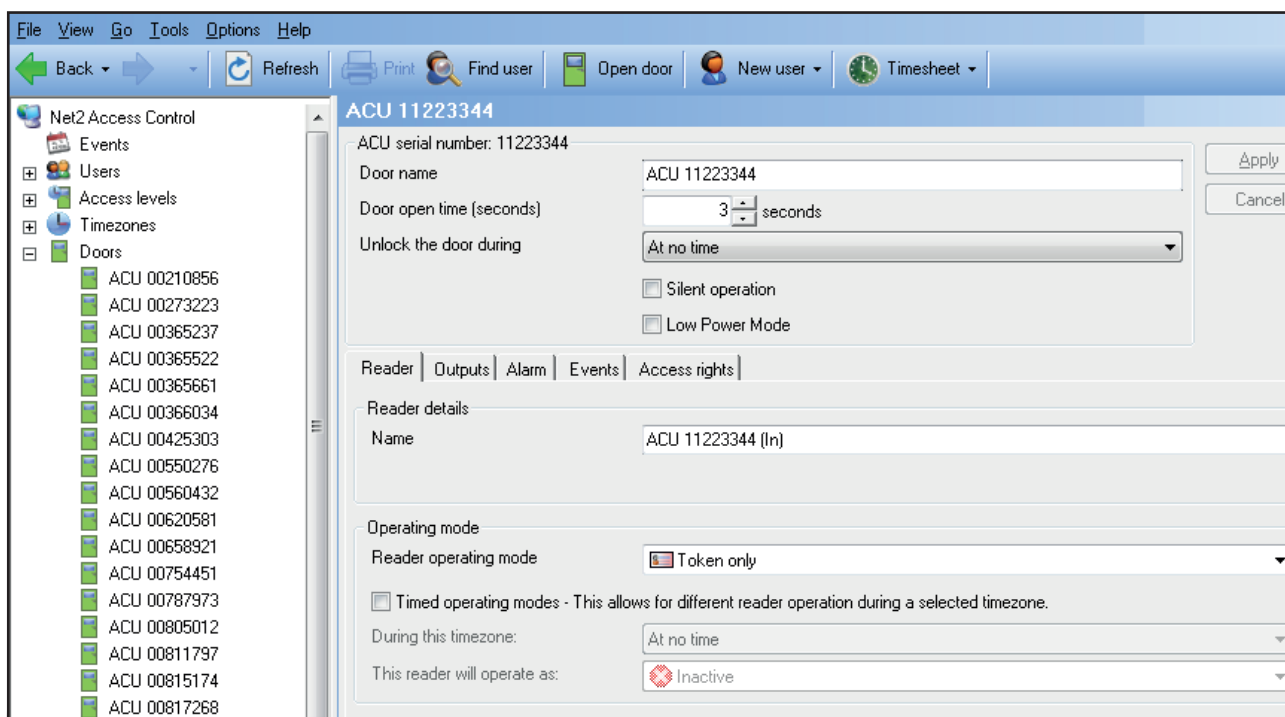 File View Go Tools Options Help
Back Refresh Print Find user Open door New user Timesheet
Net2 Access Control
Events
Users
Access levels
Timezones
Doors
ACU 00210856
ACU 00273223
ACU 00365237
ACU 00365522
ACU 00365661
ACU 00366034
ACU 00425303
ACU 00550276
ACU 00560432
ACU 00620581
ACU 00658921
ACU 00754451
ACU 00787973
ACU 00805012
ACU 00811797
ACU 00815174
ACU 00817268
ACU 11223344
ACU serial number: 11223344
Door name ACU 11223344
Door open time (seconds) 3 seconds
Unlock the door during At no time
Silent operation
Low Power Mode
Apply
Cancel
Reader Outputs Alarm Events Access rights
Reader details
Name ACU 11223344 (In)
Operating mode
Reader operating mode Token only
Timed operating modes - This allows for different reader operation during a selected timezone.
During this timezone: At no time
This reader will operate as: Inactive